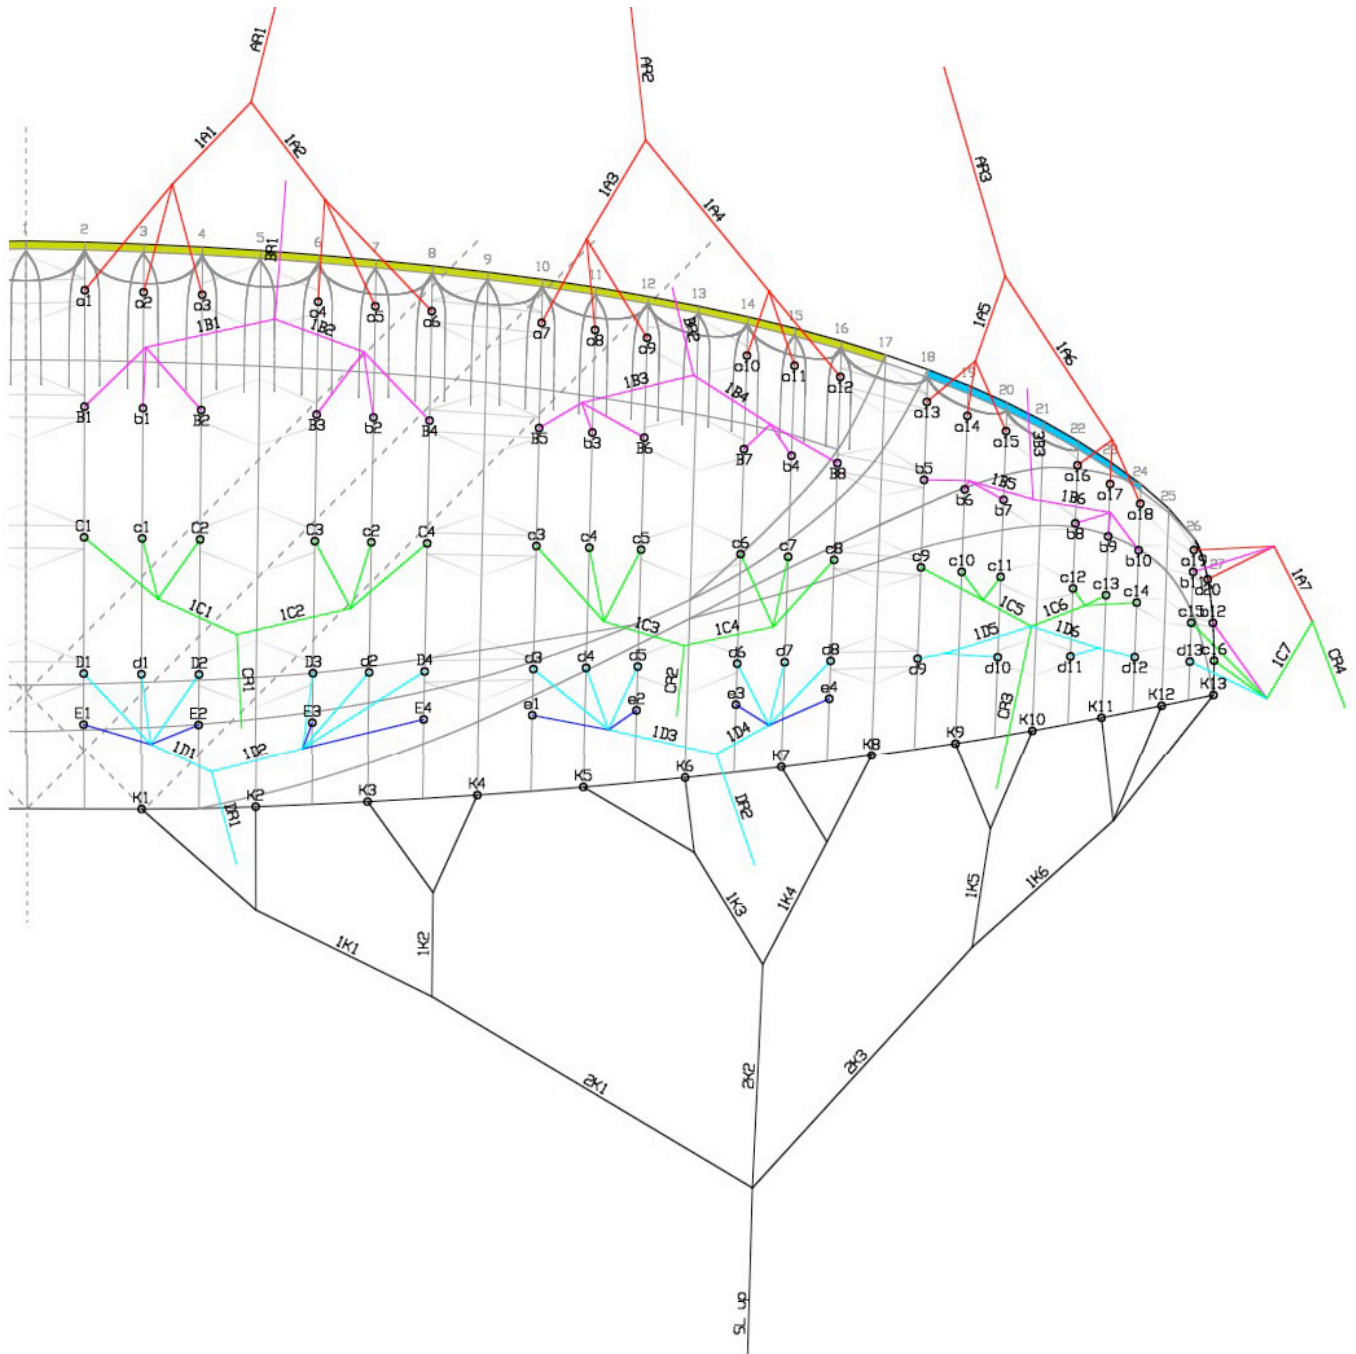 AR1
AR2
AR3
1A1
1A2
1A3
1A4
1A5
1A6
1 2 3 4 5 6 7 8 9 10 11 12 13 14 15 16 17 18 19 20 21 22 23 24 25 26 27
BR1
BR2
3B3
a1 a2 a3 a4 a5 a6 a7 a8 a9 a10 a11 a12 a13 a14 a15 a16 a17 a18 a19 a20
1B1 1B2 1B3 1B4 1B5 1B6
B1 b1 B2 B3 b2 B4 B5 b3 B6 B7 b4 B8 b5 b6 b7 b8 b9 b10 b11 b12
1A7
C1 c1 C2 C3 c2 C4 c3 c4 c5 c6 c7 c8 c9 c10 c11 c12 c13 c14 c15 c16
1C1 1C2 1C3 1C4 1C5 1C6 1C7
CR1 CR2 CR3 CR4
D1 d1 D2 D3 d2 D4 d3 d4 d5 d6 d7 d8 d9 d10 d11 d12 d13
1D5 1D6
E1 E2 E3 E4 e1 e2 e3 e4
1D1 1D2 1D3 1D4
DR1 DR2
K1 K2 K3 K4 K5 K6 K7 K8 K9 K10 K11 K12 K13
1K1 1K2 1K3 1K4 1K5 1K6
2K1 2K2 2K3
SL up